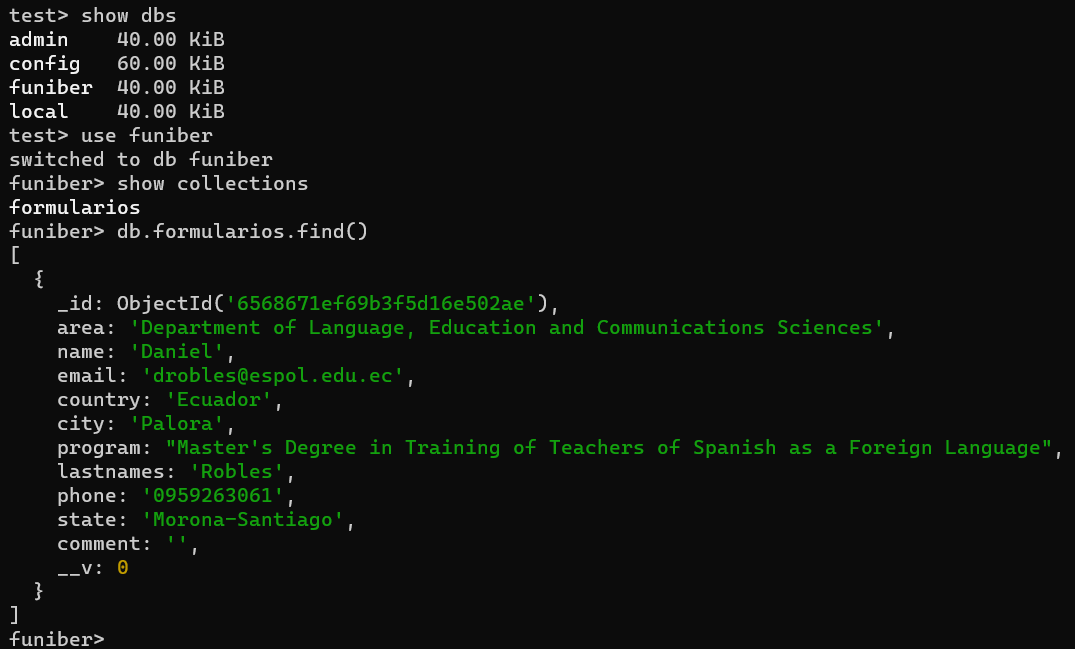 test> show dbs
admin    40.00 KiB
config   60.00 KiB
funiber  40.00 KiB
local    40.00 KiB
test> use funiber
switched to db funiber
funiber> show collections
formularios
funiber> db.formularios.find()
[
  {
    _id: ObjectId('6568671ef69b3f5d16e502ae'),
    area: 'Department of Language, Education and Communications Sciences',
    name: 'Daniel',
    email: 'drobles@espol.edu.ec',
    country: 'Ecuador',
    city: 'Palora',
    program: "Master's Degree in Training of Teachers of Spanish as a Foreign Language",
    lastnames: 'Robles',
    phone: '0959263061',
    state: 'Morona-Santiago',
    comment: '',
    __v: 0
  }
]
funiber>